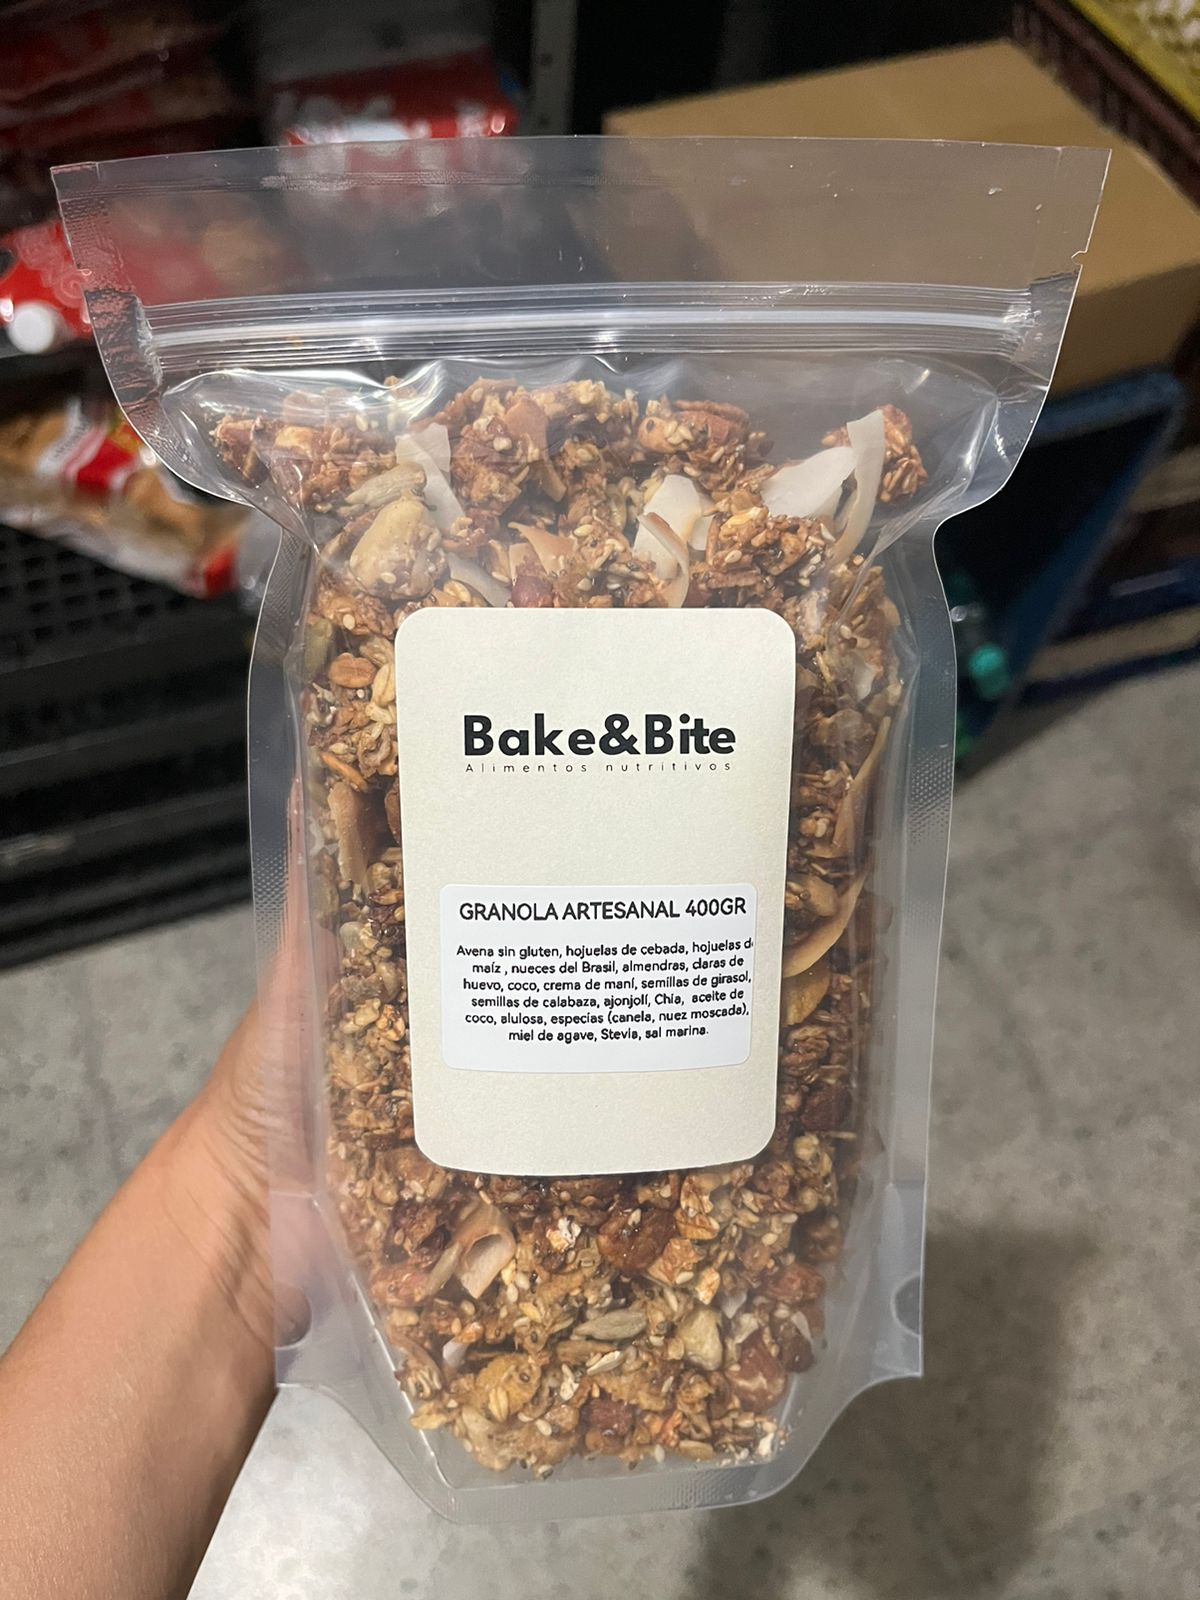 Bake&Bite
Alimentos nutritivos
GRANOLA ARTESANAL 400GR
Avena sin gluten, hojuelas de cebada, hojuelas d
maíz , nueces del Brasil, almendras, claras de
huevo, coco, crema de maní, semillas de girasol,
semillas de calabaza, ajonjolí, Chía, aceite de
coco, alulosa, especias (canela, nuez moscada),
miel de agave, Stevia, sal marina.